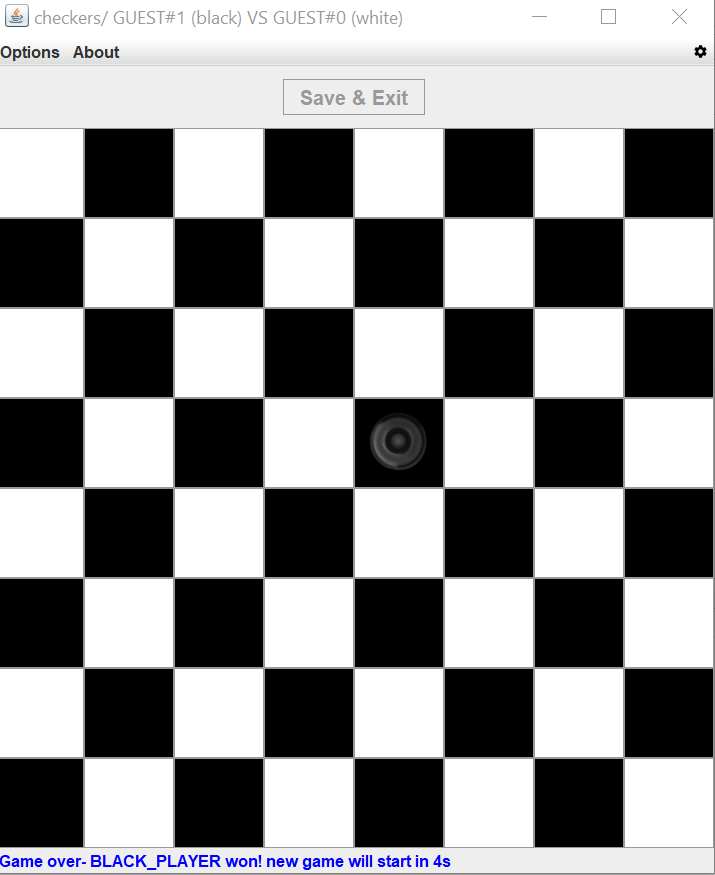 checkers/ GUEST#1 (black) VS GUEST#0 (white)
Options About
Save & Exit
Game over- BLACK_PLAYER won! new game will start in 4s